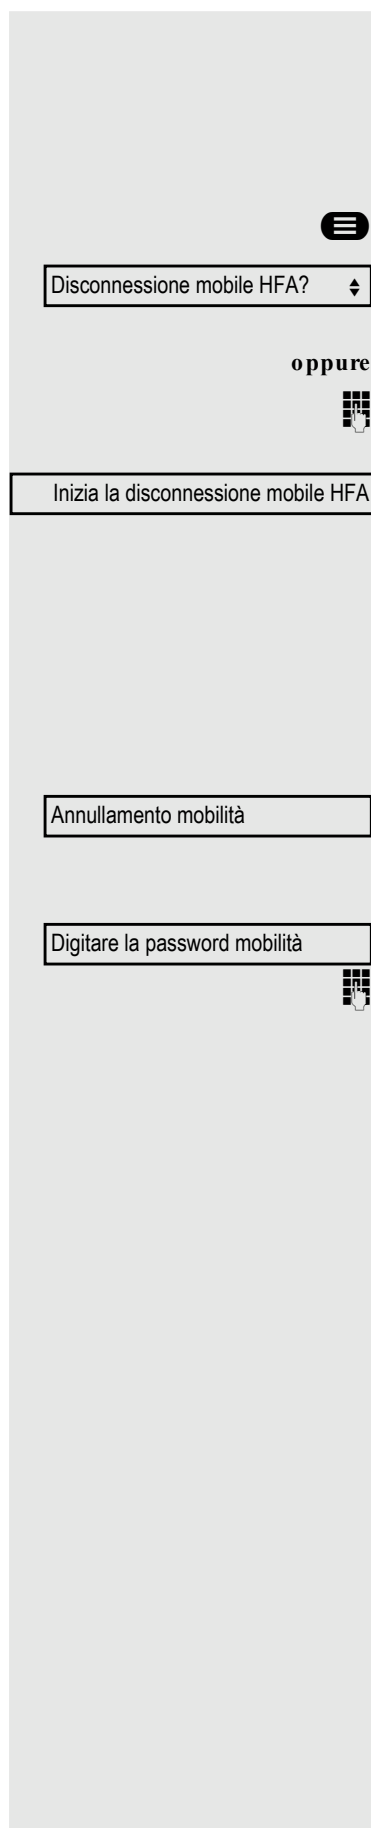 Disconnessione mobile HFA?
oppure
Inizia la disconnessione mobile HFA
Annullamento mobilità
Digitare la password mobilità